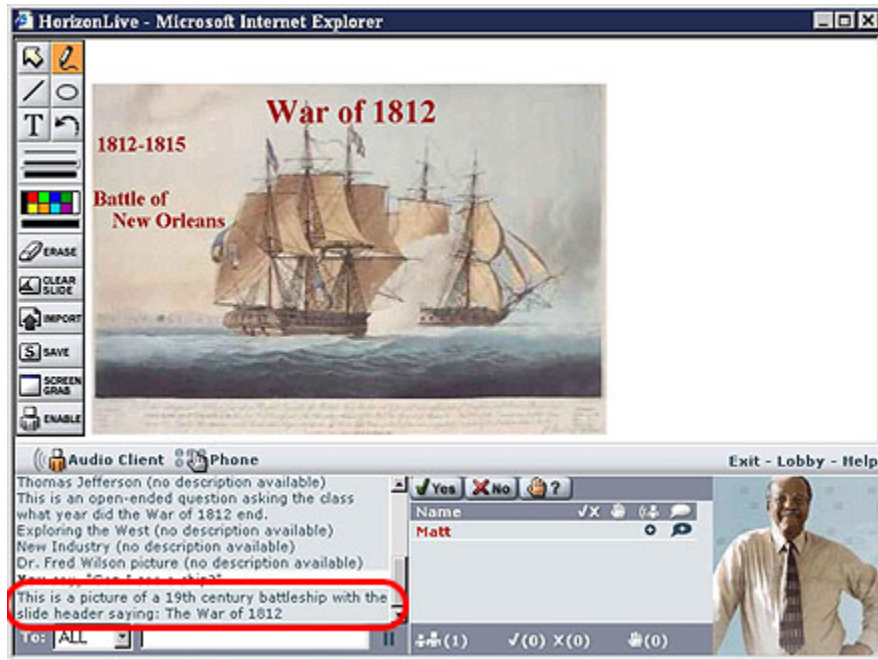 HorizonLive - Microsoft Internet Explorer
War of 1812
1812-1815
Battle of
New Orleans
T
ERASE
CLEAR
SLIDE
IMPORT
S SAVE
SCREEN
GRAB
ENABLE
Audio Client
Phone
Exit - Lobby - Help
Thomas Jefferson (no description available)
This is an open-ended question asking the class
what year did the War of 1812 end.
Exploring the West (no description available)
New Industry (no description available)
Dr. Fred Wilson picture (no description available)
This is a picture of a 19th century battleship with the
slide header saying: The War of 1812
To: ALL
Yes
No
?
Name
Matt
(1)
(0) X(0)
(0)